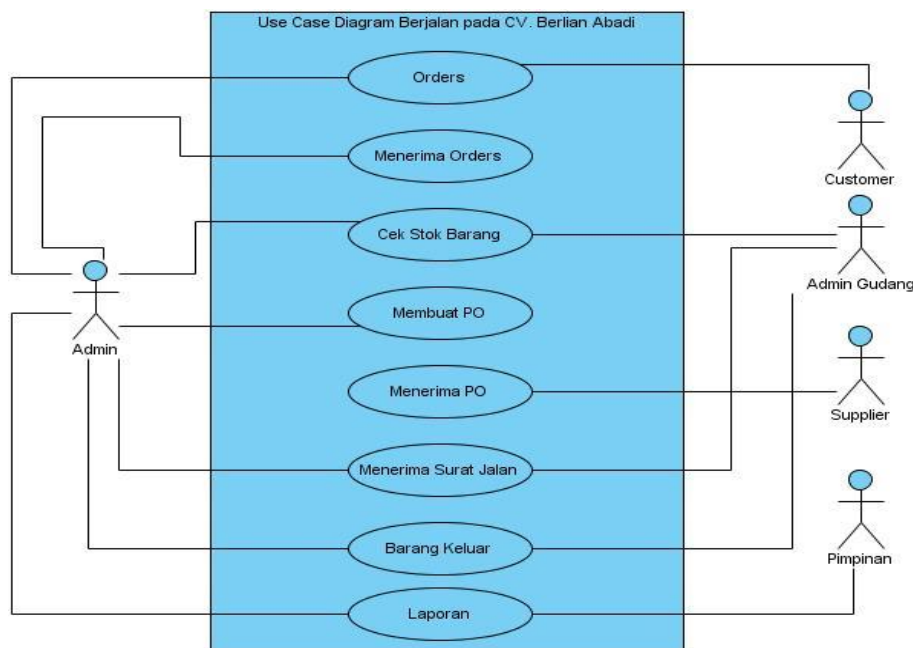 Use Case Diagram Berjalan pada CV. Berlian Abadi
Orders
Menerima Orders
Customer
Cek Stok Barang
Admin Gudang
Membuat PO
Admin
Menerima PO
Supplier
Menerima Surat Jalan
Barang Keluar
Pimpinan
Laporan